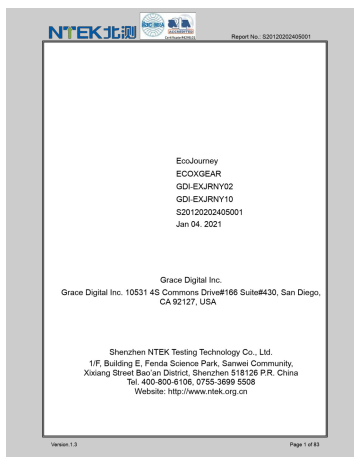 NTEK北测
ilac-MRA
ACCREDITED
Report No.: S20120202405001
EcoJourney
ECOXGEAR
GDI-EXJRNY02
GDI-EXJRNY10
S20120202405001
Jan 04. 2021
Grace Digital Inc.
Grace Digital Inc. 10531 4S Commons Drive#166 Suite#430, San Diego,
CA 92127, USA
Shenzhen NTEK Testing Technology Co., Ltd.
1/F, Building E, Fenda Science Park, Sanwei Community,
Xixiang Street Bao'an District, Shenzhen 518126 P.R. China
Tel. 400-800-6106, 0755-3699 5508
Website: http://www.ntek.org.cn
Version.1.3
Page 1 of 83